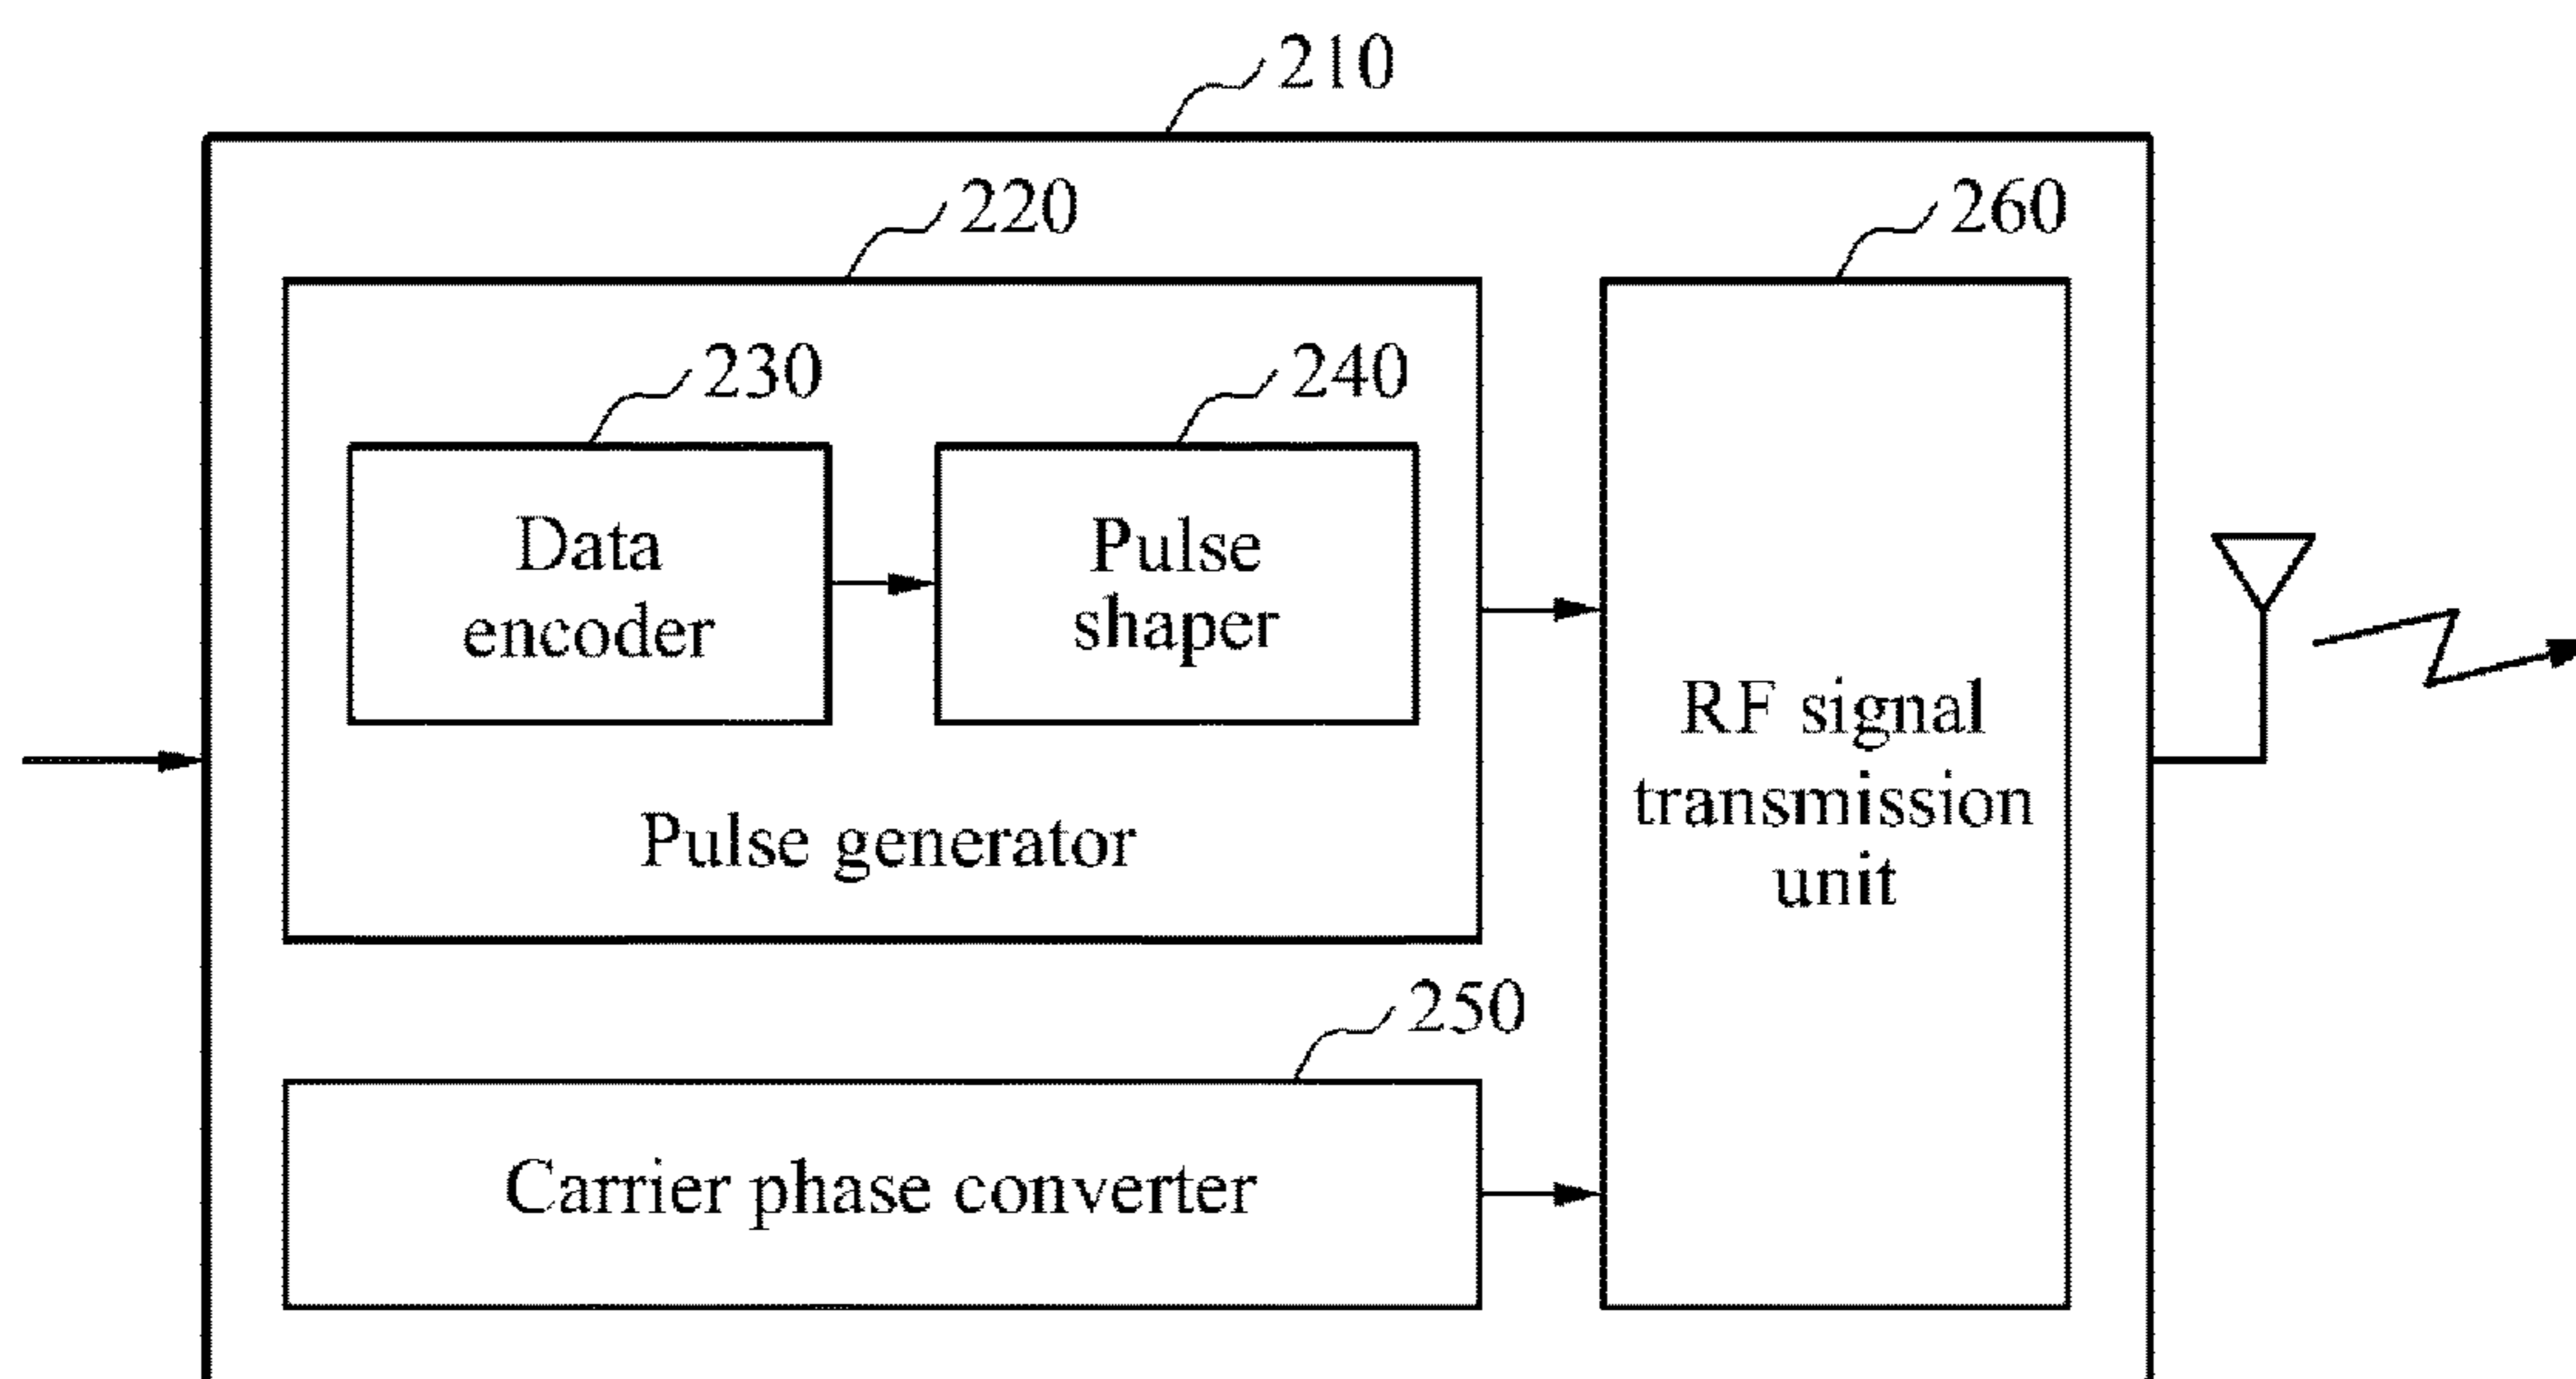 210
220
260
230
240
Data
encoder
Pulse
shaper
RF signal
transmission
unit
Pulse generator
250
Carrier phase converter